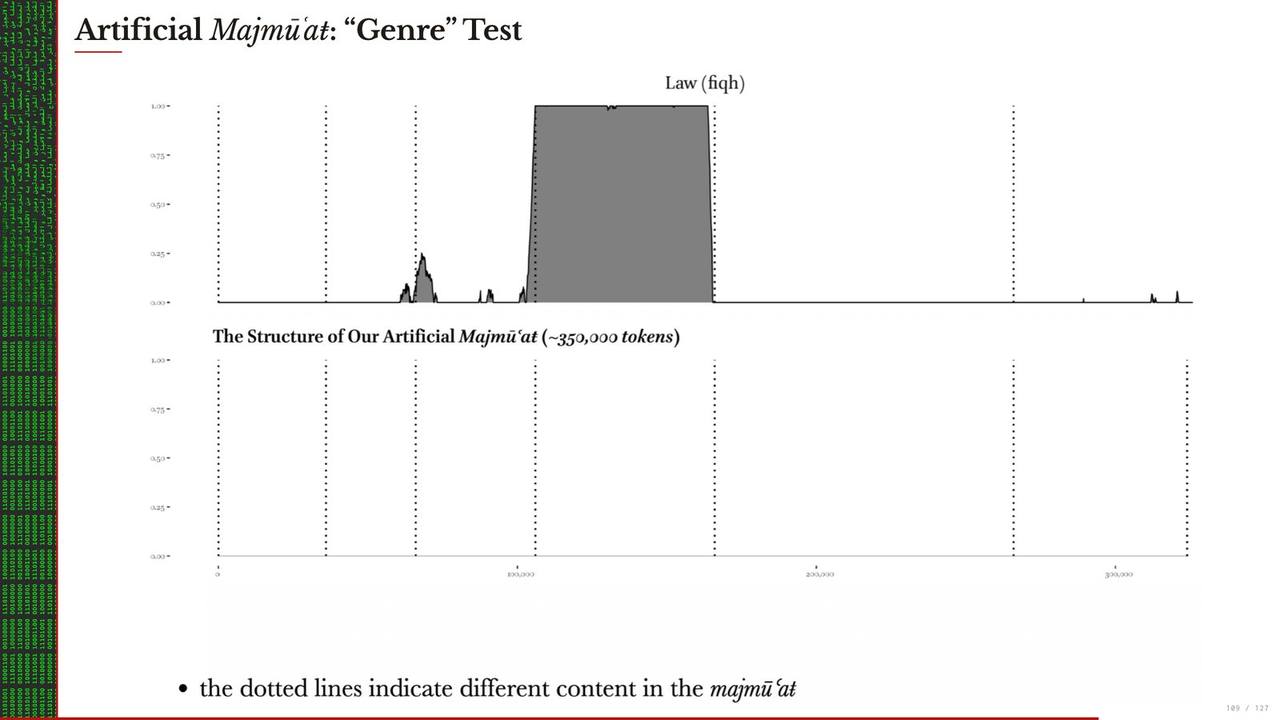 Artificial Majmūʿaŧ: “Genre” Test
Law (fiqh)
1.00
0.75
0.50
0.25
0.00
The Structure of Our Artificial Majmūʿat (~350,000 tokens)
1.00
0.75
0.50
0.25
0.00
0 100,000 200,000 300,000
• the dotted lines indicate different content in the majmūʿaŧ
109 / 127